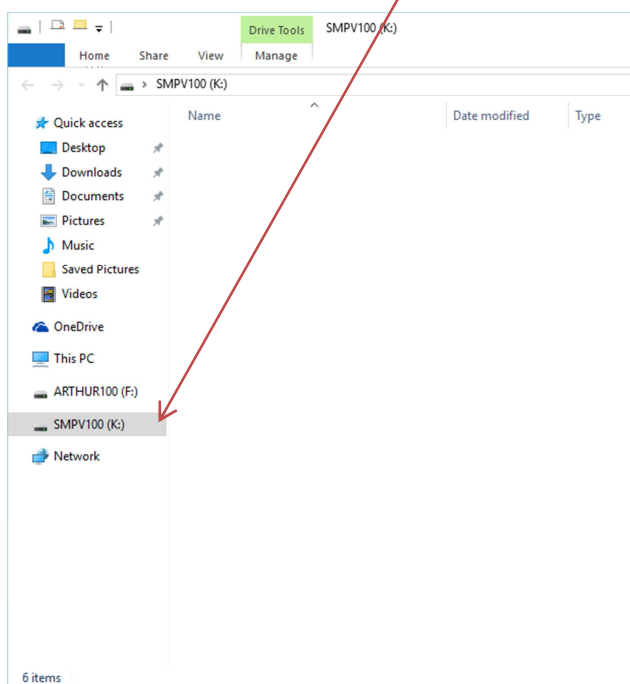 Drive Tools SMPV100 (K:)
Home Share View Manage
SMPV100 (K:)
Name Date modified Type
Quick access
Desktop
Downloads
Documents
Pictures
Music
Saved Pictures
Videos
OneDrive
This PC
ARTHUR100 (F:)
SMPV100 (K:)
Network
6 items